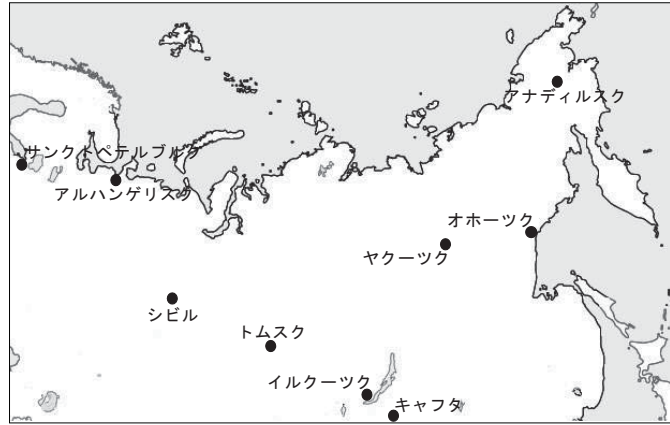 アナディルスク
サンクトペテルブルク
アルハンゲリスク
オホーツク
ヤクーツク
シビル
トムスク
イルクーツク
キャフタ